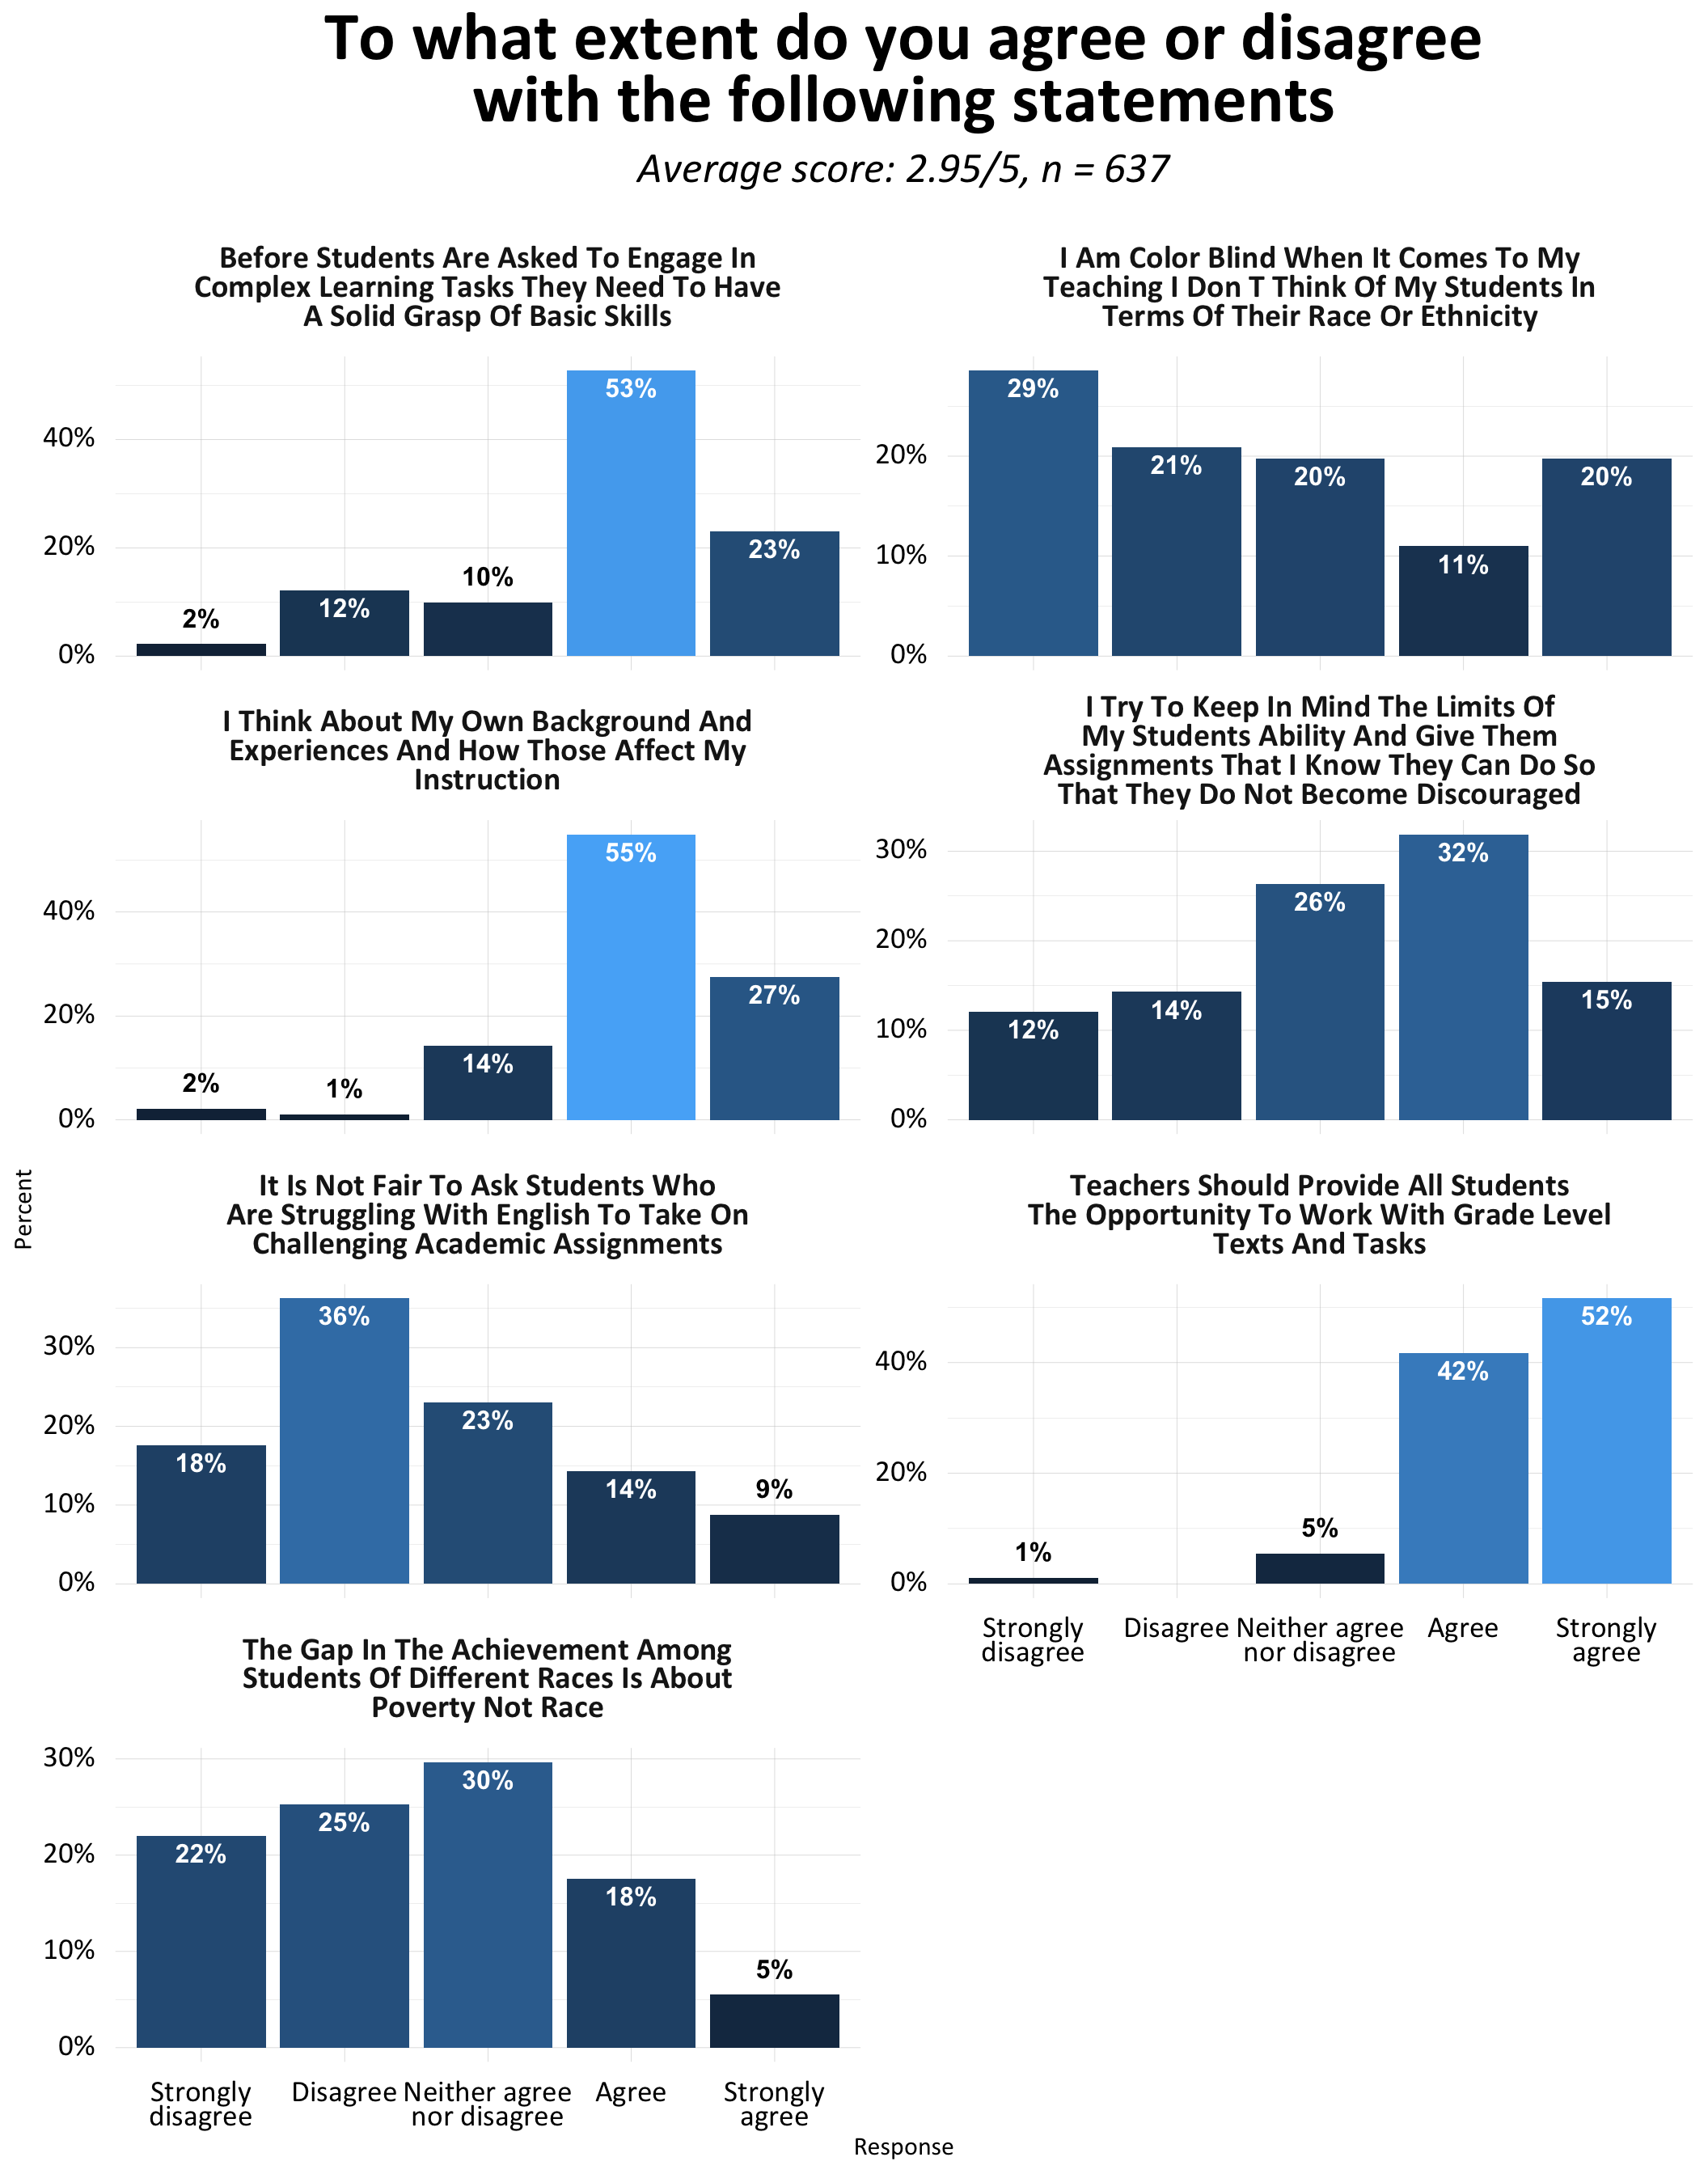 To what extent do you agree or disagree
with the following statements
Average score: 2.95/5, n = 637
Before Students Are Asked To Engage In
Complex Learning Tasks They Need To Have
A Solid Grasp Of Basic Skills
40%
20%
0%
2%
12%
10%
53%
23%
I Am Color Blind When It Comes To My
Teaching I Don T Think Of My Students In
Terms Of Their Race Or Ethnicity
20%
10%
0%
29%
21%
20%
11%
20%
I Think About My Own Background And
Experiences And How Those Affect My
Instruction
40%
20%
0%
2%
1%
14%
55%
27%
I Try To Keep In Mind The Limits Of
My Students Ability And Give Them
Assignments That I Know They Can Do So
That They Do Not Become Discouraged
30%
20%
10%
0%
12%
14%
26%
32%
15%
Percent
It Is Not Fair To Ask Students Who
Are Struggling With English To Take On
Challenging Academic Assignments
30%
20%
10%
0%
18%
36%
23%
14%
9%
Teachers Should Provide All Students
The Opportunity To Work With Grade Level
Texts And Tasks
40%
20%
0%
1%
5%
42%
52%
Strongly
disagree
Disagree
Neither agree
nor disagree
Agree
Strongly
agree
The Gap In The Achievement Among
Students Of Different Races Is About
Poverty Not Race
30%
20%
10%
0%
22%
25%
30%
18%
5%
Strongly
disagree
Disagree
Neither agree
nor disagree
Agree
Strongly
agree
Response